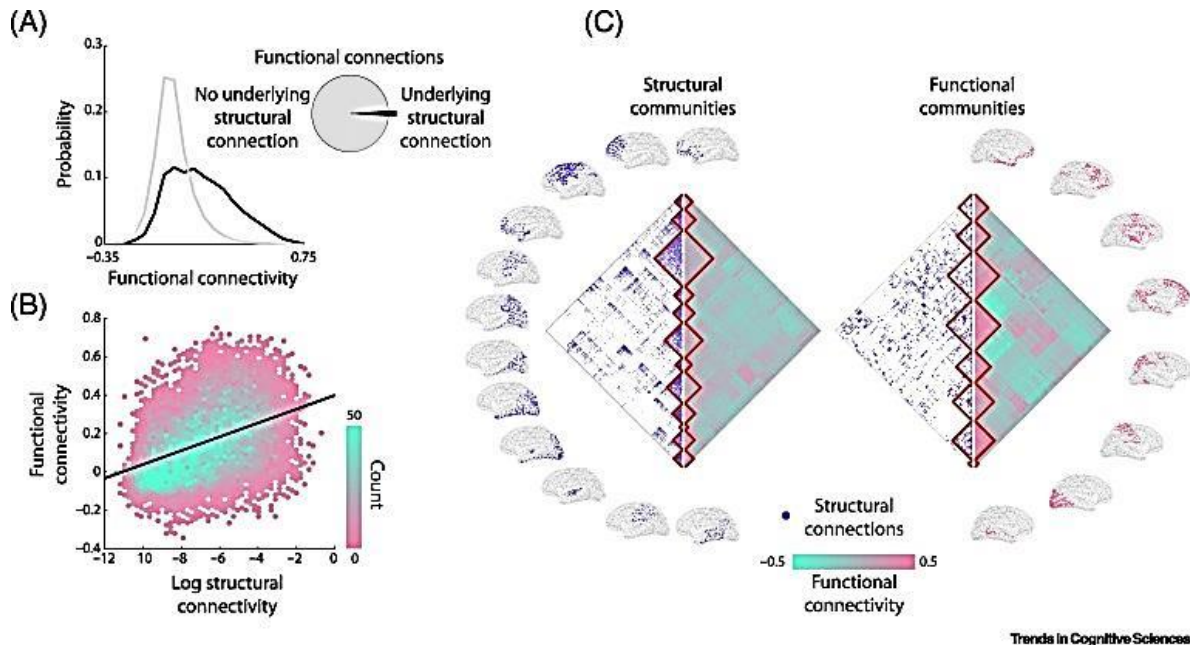 (A)
0.3
0.2
0.1
0
Probability
−0.35
0.75
Functional connectivity
Functional connections
No underlying
structural
connection
Underlying
structural
connection
(B)
0.8
0.6
0.4
0.2
0
−0.2
−0.4
Functional
connectivity
−12
10
−8
−6
−4
−2
0
Log structural
connectivity
50
0
Count
(C)
Structural
communities
Functional
communities
Structural
connections
−0.5
0.5
Functional
connectivity
Trends in Cognitive Sciences